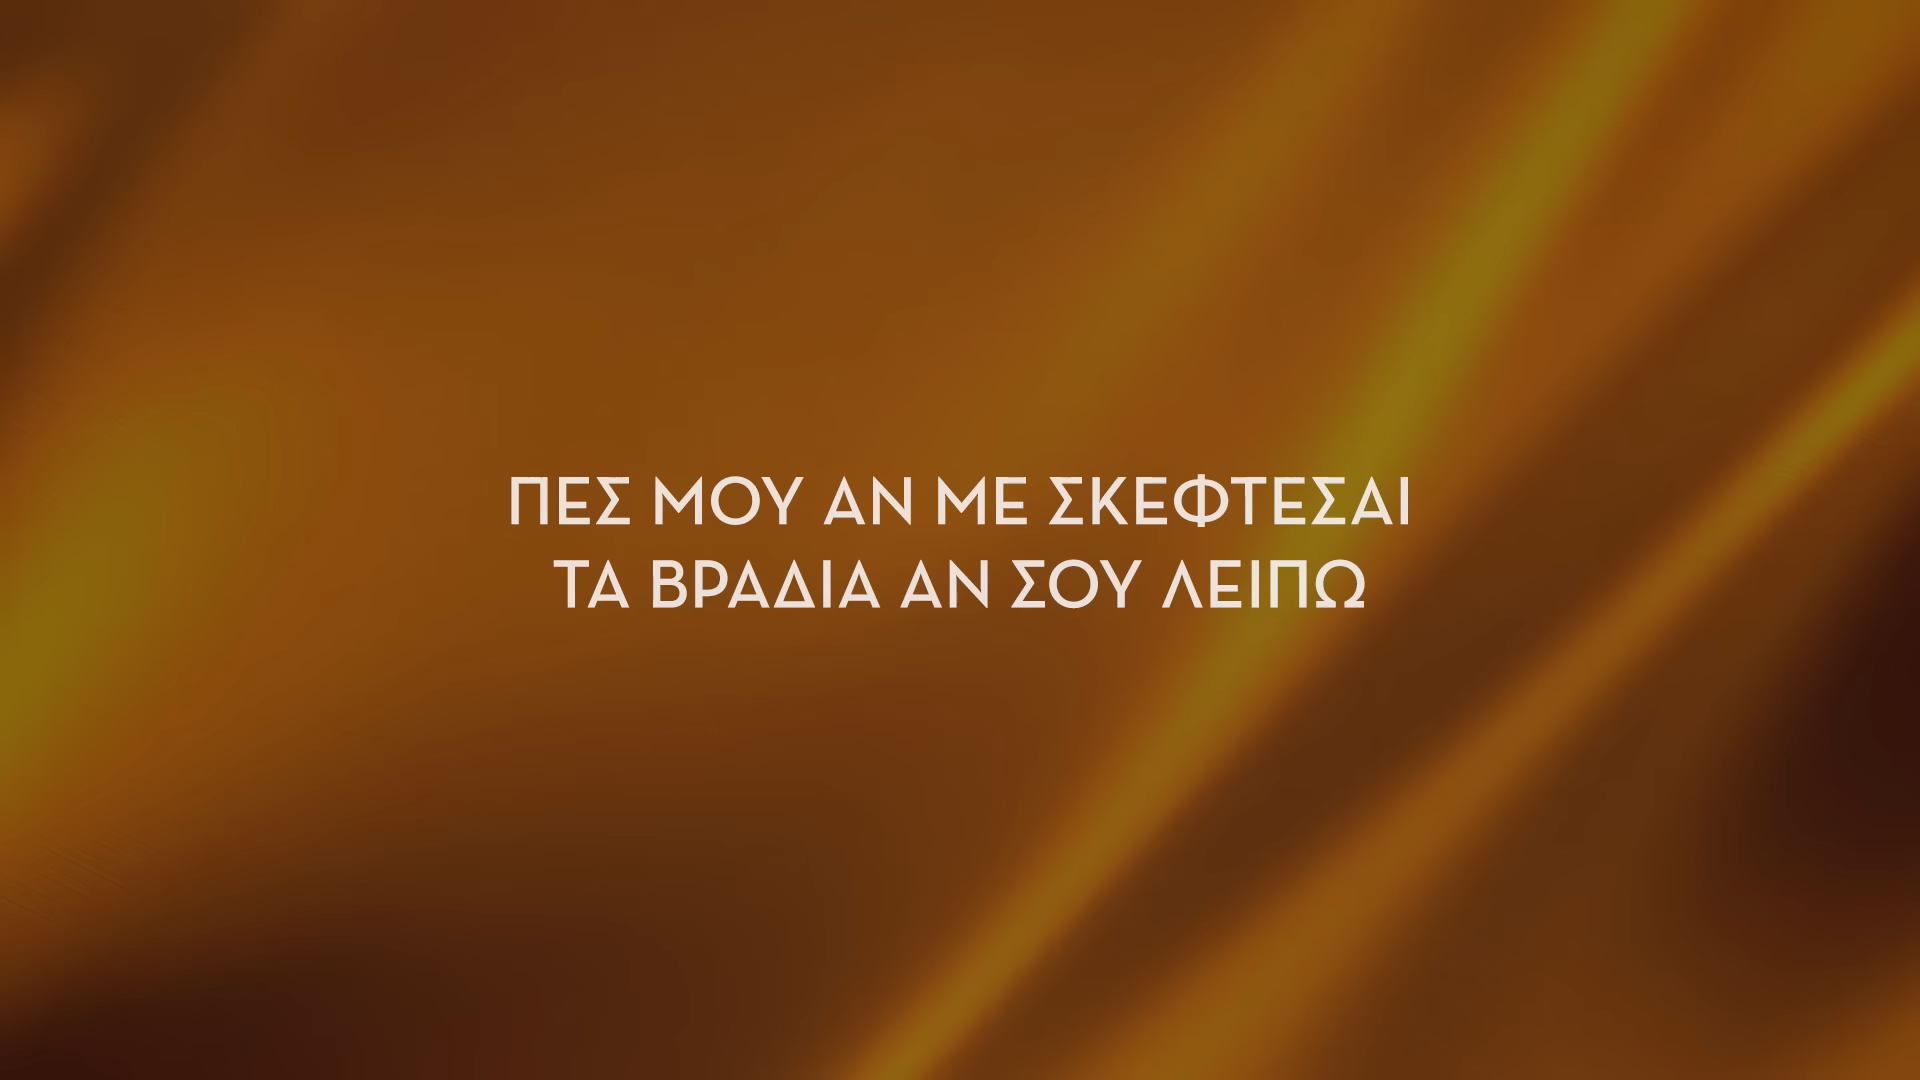 ΠΕΣ ΜΟΥ ΑΝ ΜΕ ΣΚΕΦΤΕΣΑΙ
ΤΑ ΒΡΑΔΙΑ ΑΝ ΣΟΥ ΛΕΙΠΩ